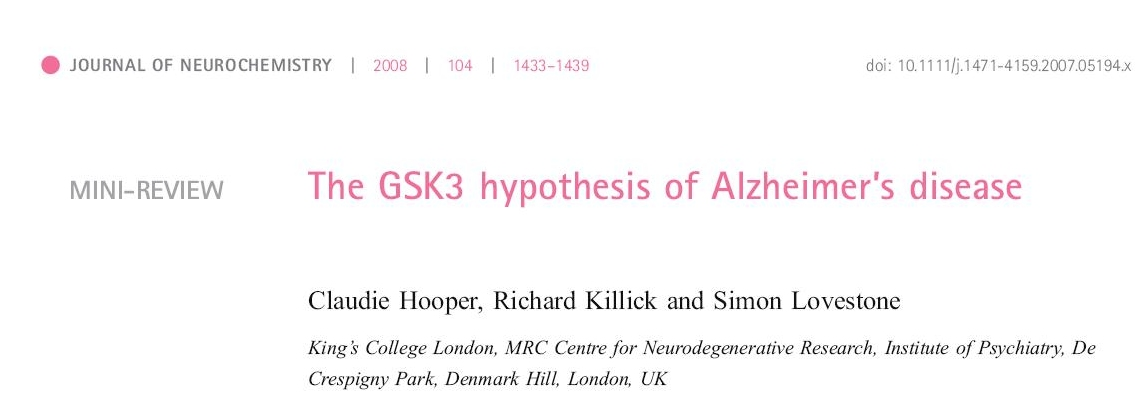 JOURNAL OF NEUROCHEMISTRY | 2008 | 104 | 1433–1439 doi: 10.1111/j.1471-4159.2007.05194.x
MINI-REVIEW The GSK3 hypothesis of Alzheimer's disease
Claudie Hooper, Richard Killick and Simon Lovestone
King's College London, MRC Centre for Neurodegenerative Research, Institute of Psychiatry, De
Crespigny Park, Denmark Hill, London, UK